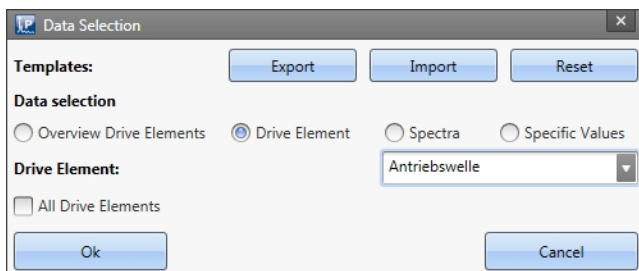 Data Selection
Templates: Export Import Reset
Data selection
Overview Drive Elements Drive Element Spectra Specific Values
Drive Element: Antriebswelle
All Drive Elements
Ok Cancel